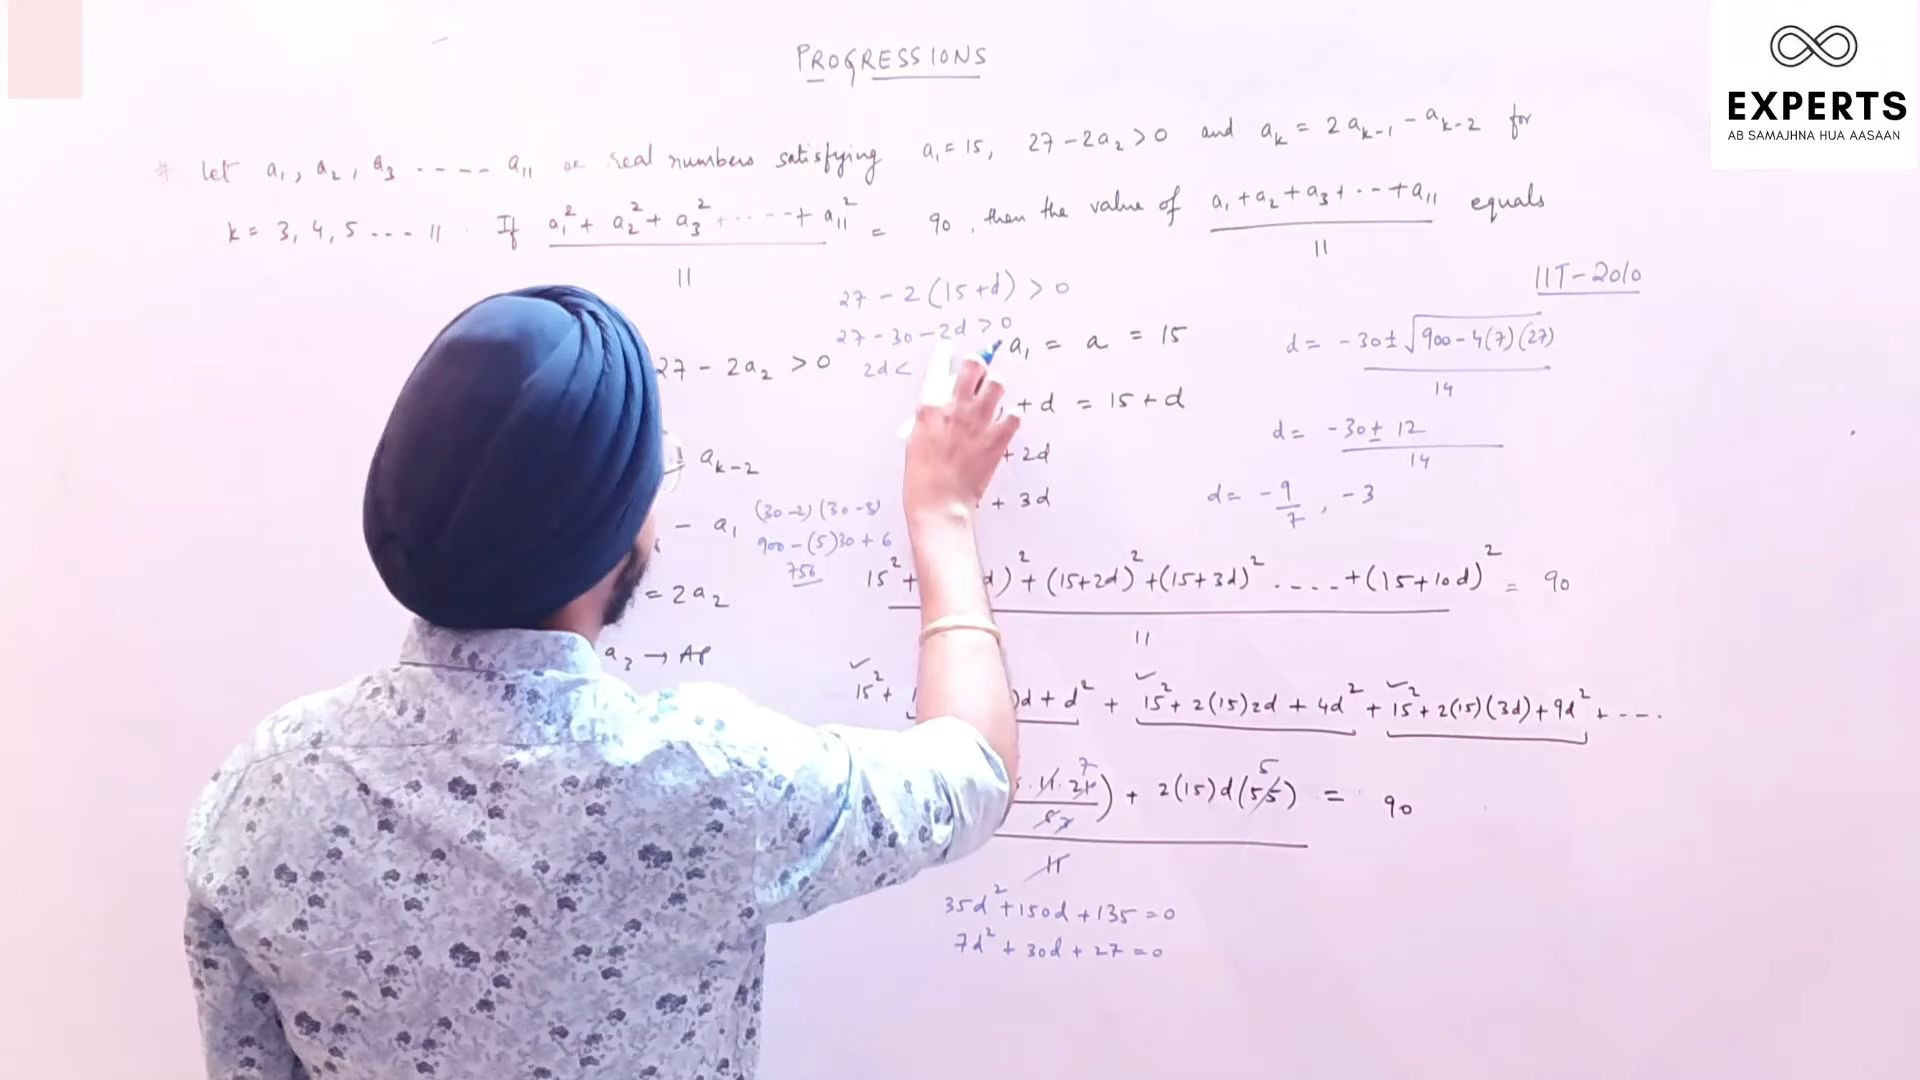 PROGRESSIONS
EXPERTS
AB SAMAJHNA HUA AASAAN
# Let a₁, a₂, a₃ ----- a₁₁ be real numbers satisfying a₁ = 15, 27 - 2a₂ > 0 and aₖ = 2aₖ₋₁ - aₖ₋₂ for
k = 3, 4, 5 --- 11. If (a₁² + a₂² + a₃² + ----- + a₁₁²)/11 = 90, then the value of (a₁ + a₂ + a₃ + --- + a₁₁)/11 equals
IIT-2010
27 - 2(15+d) > 0
27 - 30 - 2d > 0
2d <
27 - 2a₂ > 0
aₖ₋₂
- a₁
= 2a₂
a₃ → AP
(30-2)(30-3)
900 - (5)30 + 6
756
a₁ = a = 15
+ d = 15 + d
+ 2d
+ 3d
d = (-30 ± √(900 - 4(7)(27)))/14
d = (-30 ± 12)/14
d = -9/7, -3
(15² + d)² + (15+2d)² + (15+3d)² ----- + (15+10d)²)/11 = 90
15² + )d + d² + 15² + 2(15)2d + 4d² + 15² + 2(15)(3d) + 9d² + ---.
. 11. 21 7) + 2(15)d(55 5) = 90
11
35d² + 150d + 135 = 0
7d² + 30d + 27 = 0